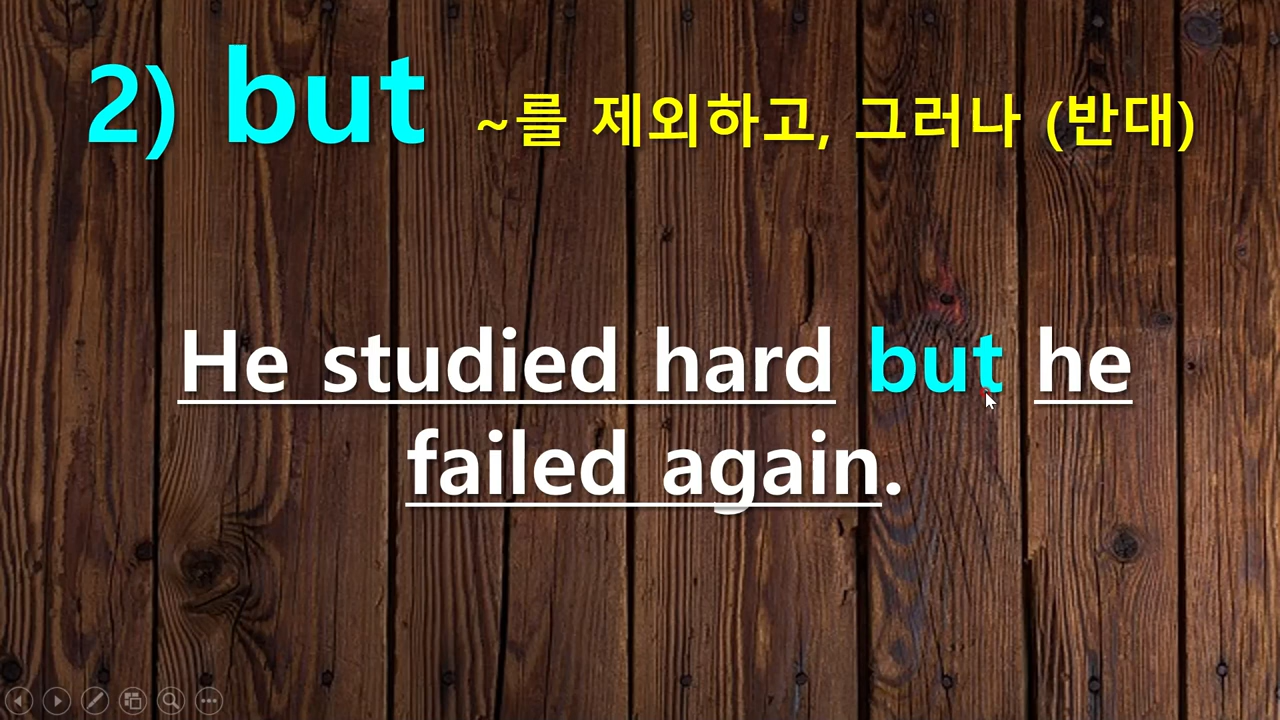 2) but ~를 제외하고, 그러나 (반대)
He studied hard but he
failed again.